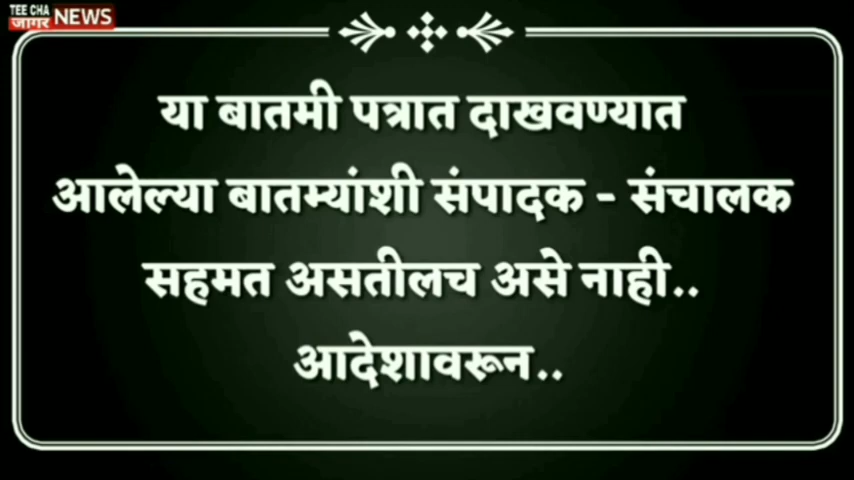 TEE CHA
जागर NEWS
या बातमी पत्रात दाखवण्यात
आलेल्या बातम्यांशी संपादक - संचालक
सहमत असतीलच असे नाही..
आदेशावरून..